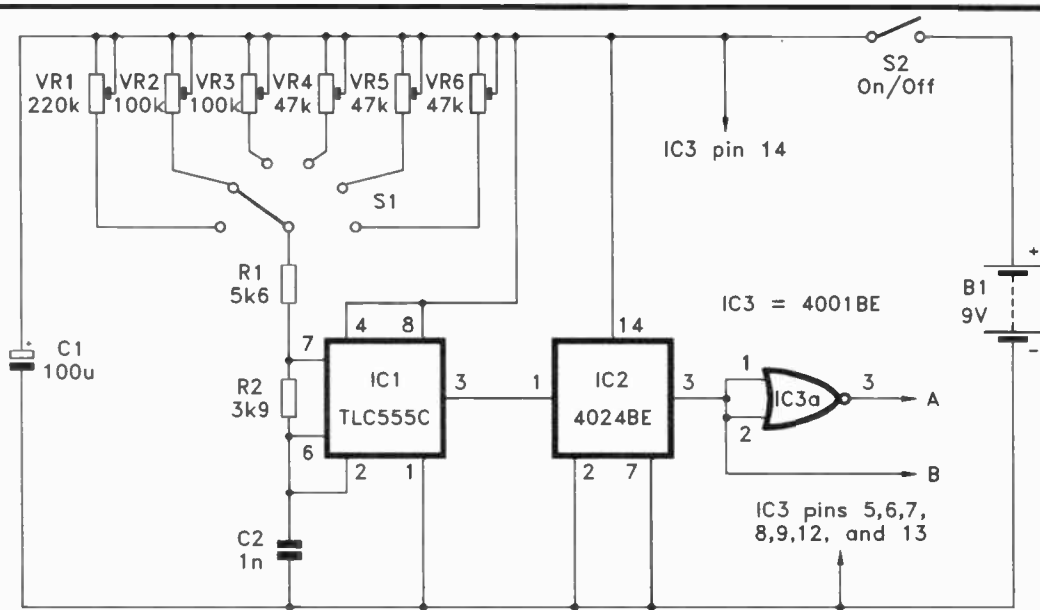 VR1
220k
VR2
100k
VR3
100k
VR4
47k
VR5
47k
VR6
47k
S2
On/Off
IC3 pin 14
S1
R1
5k6
C1
100u
+
R2
3k9
C2
1n
4
8
7
6
2
1
3
IC1
TLC555C
14
1
2
7
3
IC2
4024BE
IC3 = 4001BE
1
2
IC3a
3
A
B
IC3 pins 5,6,7,
8,9,12, and 13
B1
9V
+
-